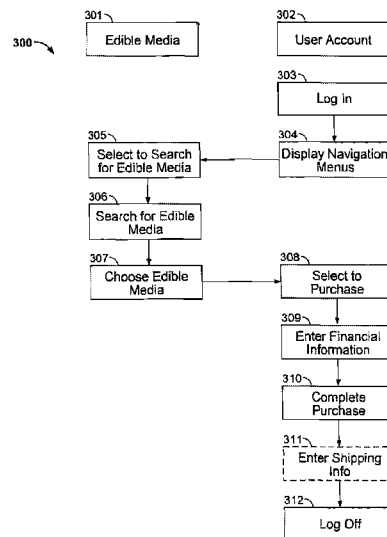 300
301
Edible Media
302
User Account
303
Log in
304
Display Navigation
Menus
305
Select to Search
for Edible Media
306
Search for Edible
Media
307
Choose Edible
Media
308
Select to
Purchase
309
Enter Financial
Information
310
Complete
Purchase
311
Enter Shipping
Info
312
Log Off